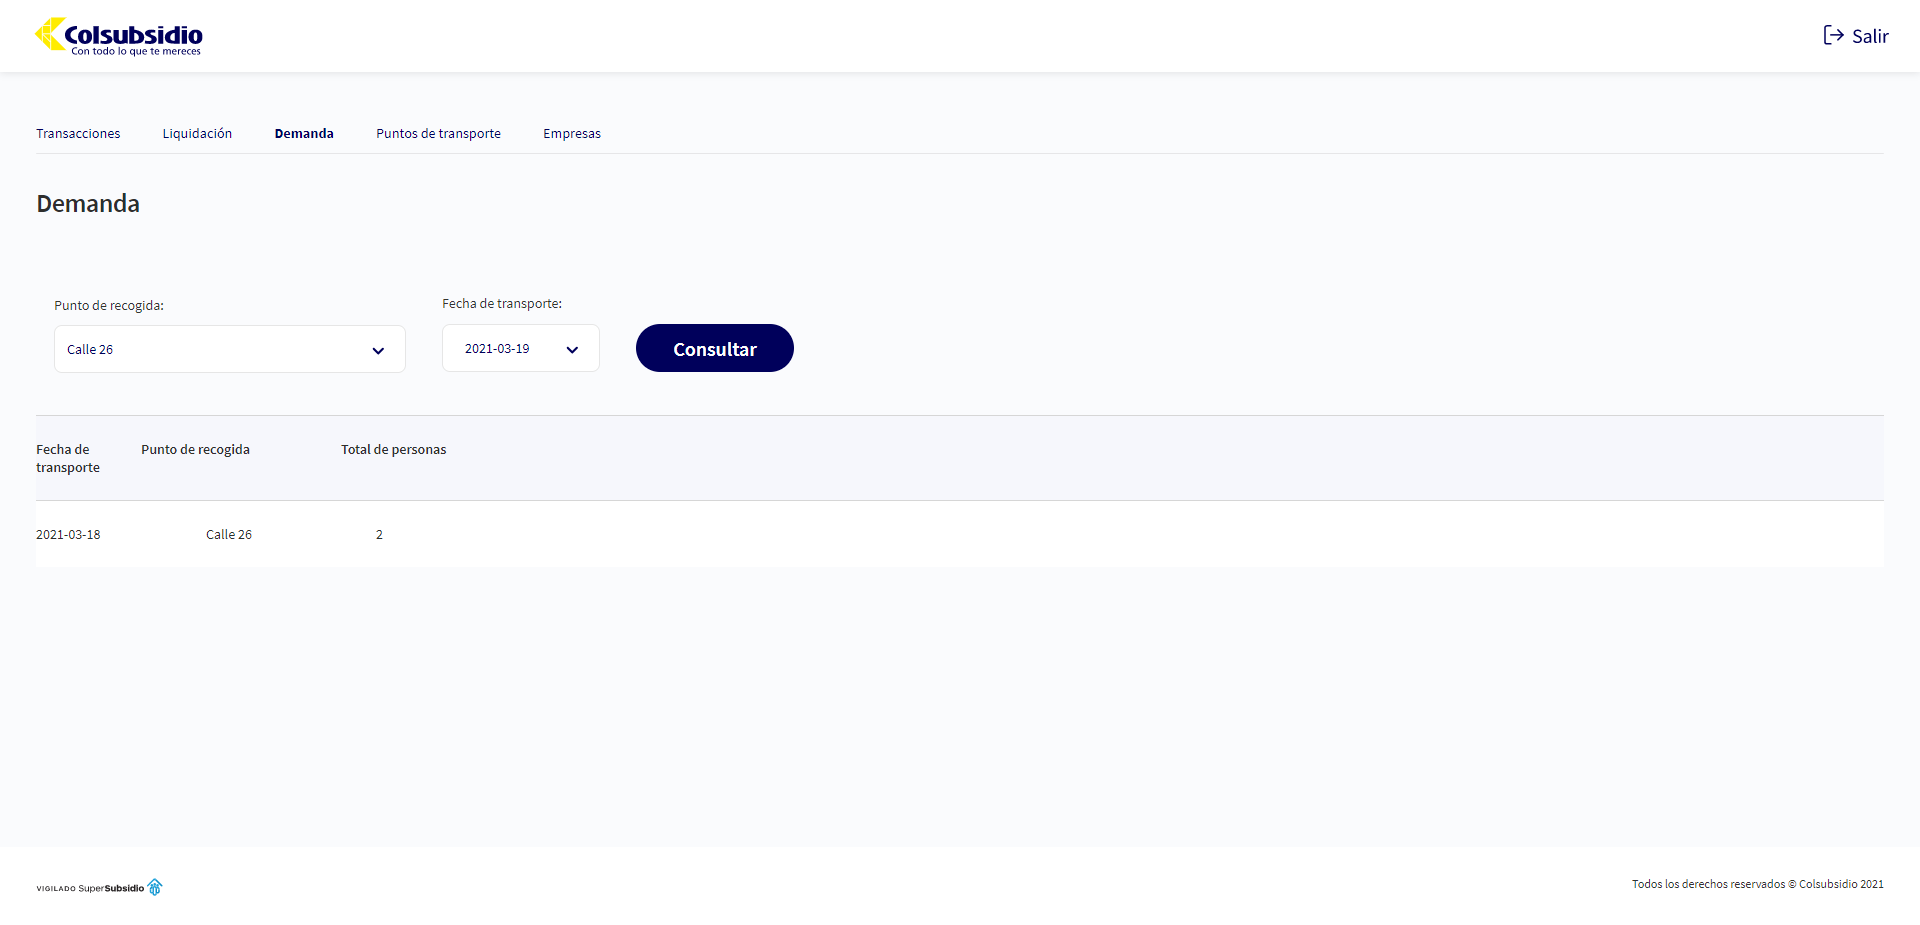 Colsubsidio
Con todo lo que te mereces
Salir
Transacciones Liquidación Demanda Puntos de transporte Empresas
Demanda
Punto de recogida: Fecha de transporte:
Calle 26 2021-03-19 Consultar
Fecha de transporte Punto de recogida Total de personas
2021-03-18 Calle 26 2
VIGILADO SuperSubsidio
Todos los derechos reservados © Colsubsidio 2021